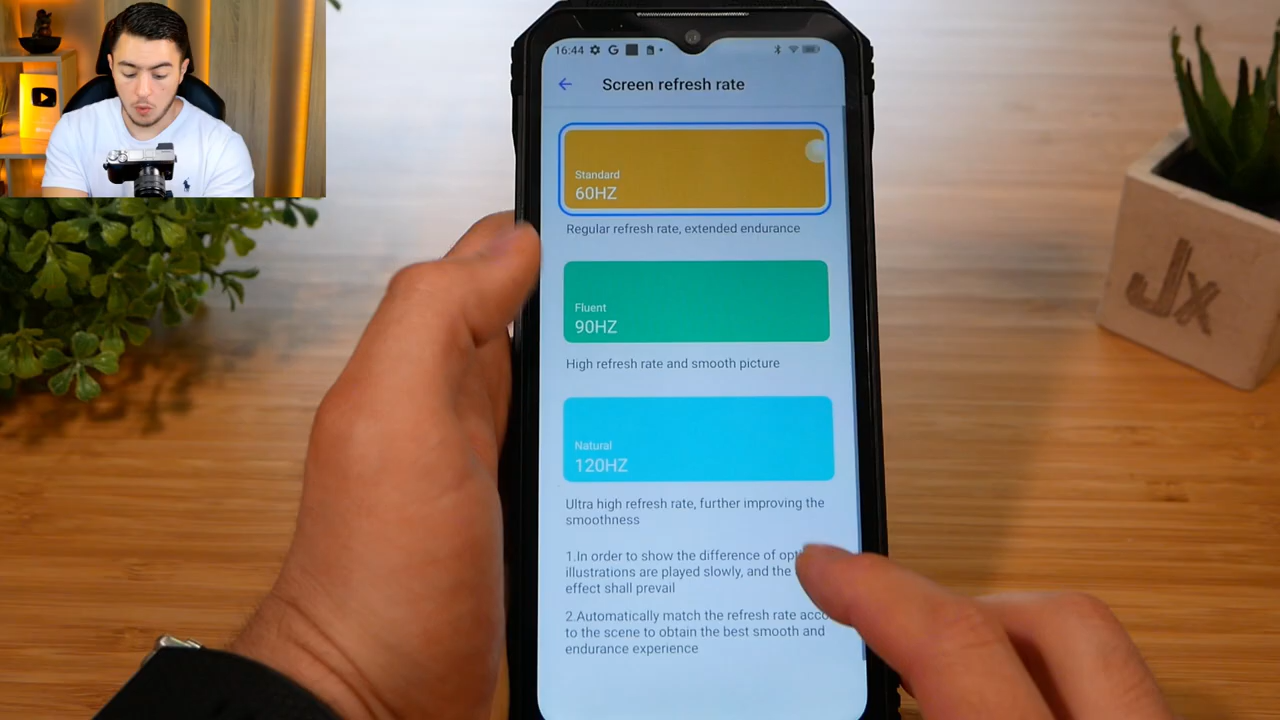 16:44
Screen refresh rate
Standard
60HZ
Regular refresh rate, extended endurance
Fluent
90HZ
High refresh rate and smooth picture
Natural
120HZ
Ultra high refresh rate, further improving the
smoothness
1.In order to show the difference of
illustrations are played slowly, and the
effect shall prevail
2.Automatically match the refresh rate
to the scene to obtain the best smooth and
endurance experience
Jx